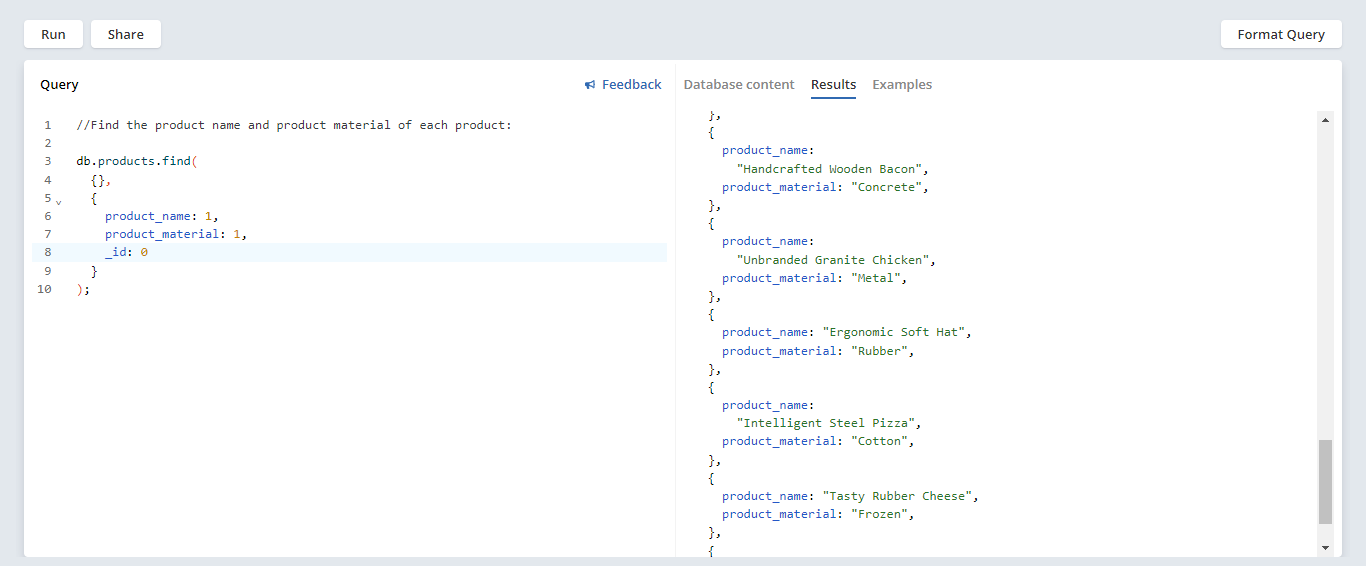 Run
Share
Format Query
Query
Feedback
1 //Find the product name and product material of each product:
2
3 db.products.find(
4   {},
5   {
6     product_name: 1,
7     product_material: 1,
8     _id: 0
9   }
10 );
Database content
Results
Examples
},
{
  product_name:
    "Handcrafted Wooden Bacon",
  product_material: "Concrete",
},
{
  product_name:
    "Unbranded Granite Chicken",
  product_material: "Metal",
},
{
  product_name: "Ergonomic Soft Hat",
  product_material: "Rubber",
},
{
  product_name:
    "Intelligent Steel Pizza",
  product_material: "Cotton",
},
{
  product_name: "Tasty Rubber Cheese",
  product_material: "Frozen",
},
{